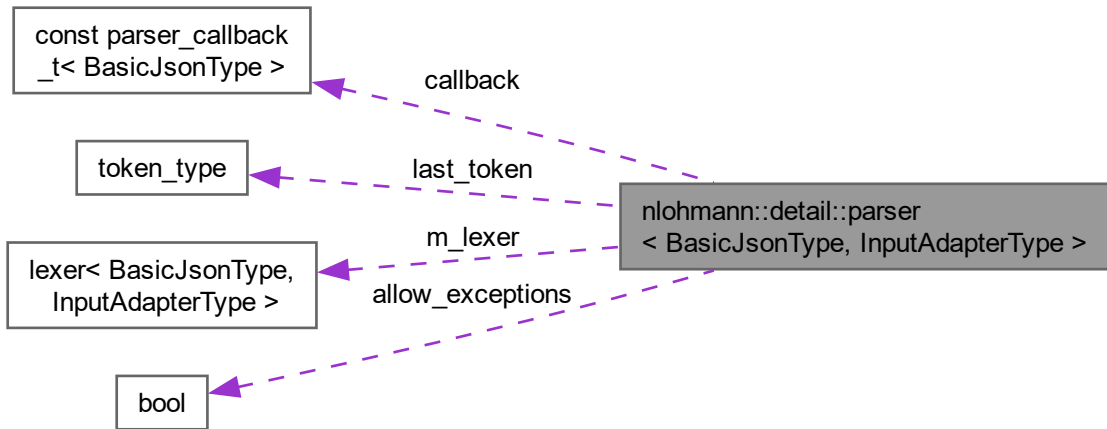 const parser_callback
_t< BasicJsonType >
callback
token_type
last_token
nlohmann::detail::parser
< BasicJsonType, InputAdapterType >
m_lexer
lexer< BasicJsonType,
InputAdapterType >
allow_exceptions
bool